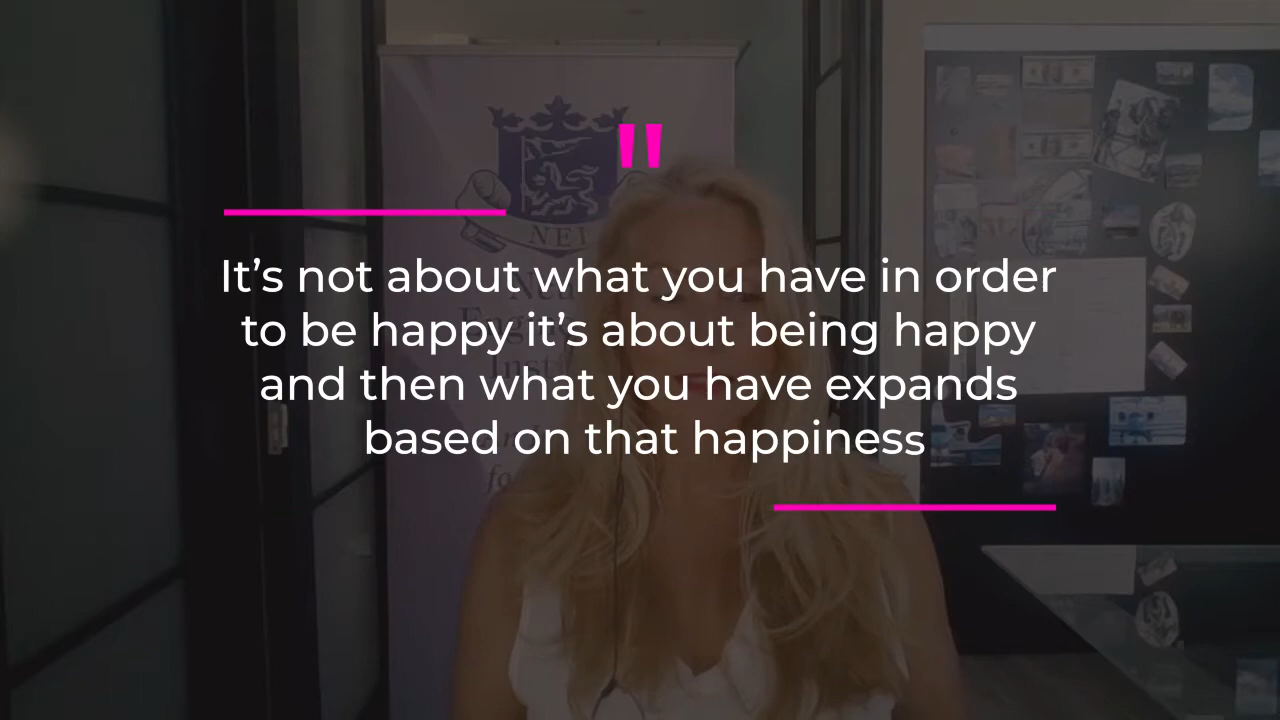 NEI
"
It’s not about what you have in order
to be happy it’s about being happy
and then what you have expands
based on that happiness